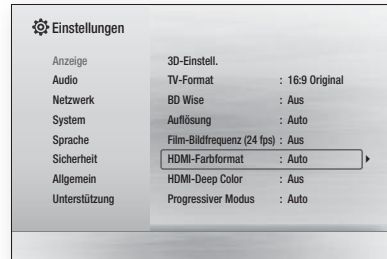 Einstellungen
Anzeige
Audio
Netzwerk
System
Sprache
Sicherheit
Allgemein
Unterstützung
3D-Einstell.
TV-Format : 16:9 Original
BD Wise : Aus
Auflösung : Auto
Film-Bildfrequenz (24 fps) : Aus
HDMI-Farbformat : Auto
HDMI-Deep Color : Aus
Progressiver Modus : Auto